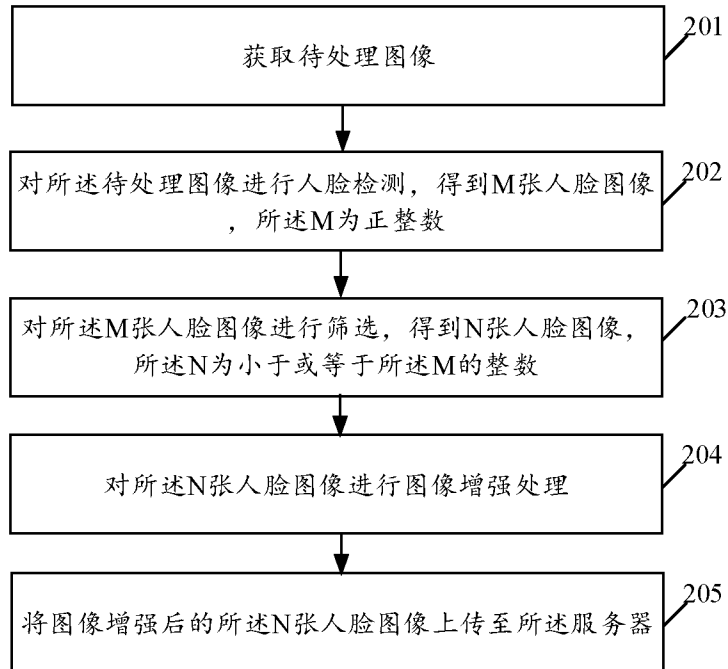 201
获取待处理图像
202
对所述待处理图像进行人脸检测，得到M张人脸图像
，所述M为正整数
203
对所述M张人脸图像进行筛选，得到N张人脸图像，
所述N为小于或等于所述M的整数
204
对所述N张人脸图像进行图像增强处理
205
将图像增强后的所述N张人脸图像上传至所述服务器